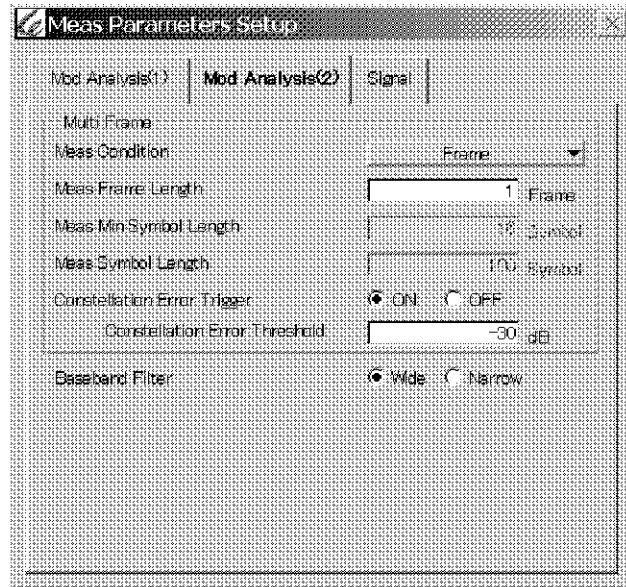 Meas Parameters Setup
Mod Analysis(1) Mod Analysis(2) Signal
Multi Frame
Meas Condition Frame
Meas Frame Length 1 Frame
Meas Min Symbol Length 16 Symbol
Meas Symbol Length 100 Symbol
Constellation Error Trigger ON OFF
Constellation Error Threshold -30 dB
Baseband Filter Wide Narrow